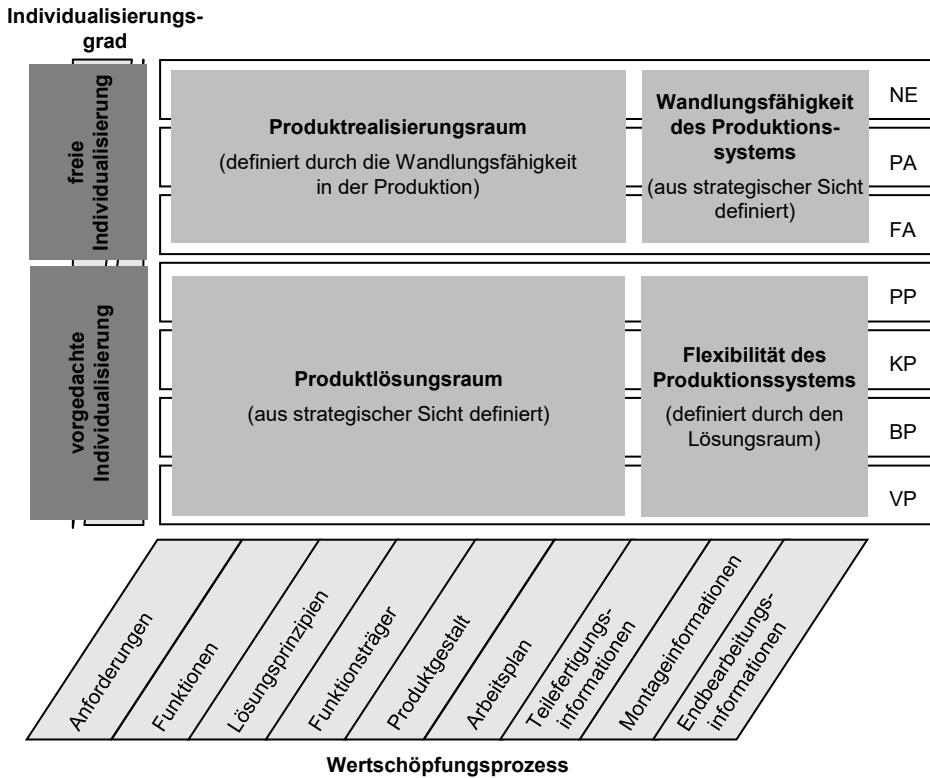 Individualisierungs-
grad
freie
Individualisierung
Produktrealisierungsraum
(definiert durch die Wandlungsfähigkeit
in der Produktion)
Wandlungsfähigkeit
des Produktions-
systems
(aus strategischer Sicht
definiert)
NE
PA
FA
vorgedachte
Individualisierung
Produktlösungsraum
(aus strategischer Sicht definiert)
Flexibilität des
Produktionssystems
(definiert durch den
Lösungsraum)
PP
KP
BP
VP
Anforderungen
Funktionen
Lösungsprinzipien
Funktionsträger
Produktgestalt
Arbeitsplan
Teilefertigungs-
informationen
Montageinformationen
Endbearbeitungs-
informationen
Wertschöpfungsprozess